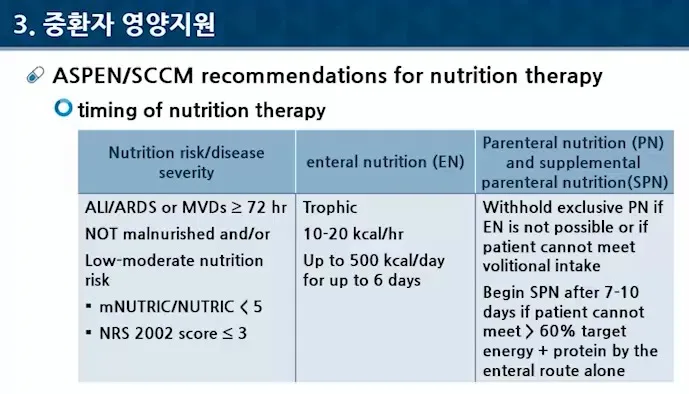 3. 중환자 영양지원
ASPEN/SCCM recommendations for nutrition therapy
timing of nutrition therapy
Nutrition risk/disease
severity
enteral nutrition (EN)
Parenteral nutrition (PN)
and supplemental
parenteral nutrition(SPN)
ALI/ARDS or MVDs ≥ 72 hr
NOT malnurished and/or
Low-moderate nutrition
risk
▪ mNUTRIC/NUTRIC < 5
▪ NRS 2002 score ≤ 3
Trophic
10-20 kcal/hr
Up to 500 kcal/day
for up to 6 days
Withhold exclusive PN if
EN is not possible or if
patient cannot meet
volitional intake
Begin SPN after 7-10
days if patient cannot
meet > 60% target
energy + protein by the
enteral route alone